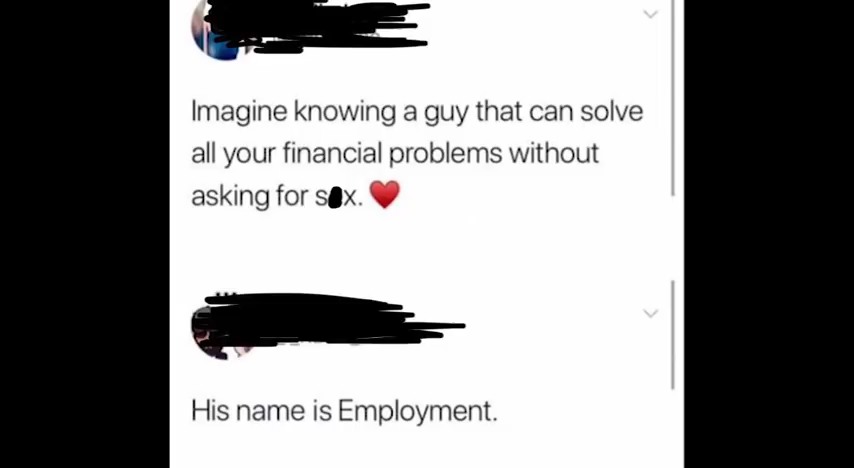 Imagine knowing a guy that can solve
all your financial problems without
asking for s x. ❤️
His name is Employment.